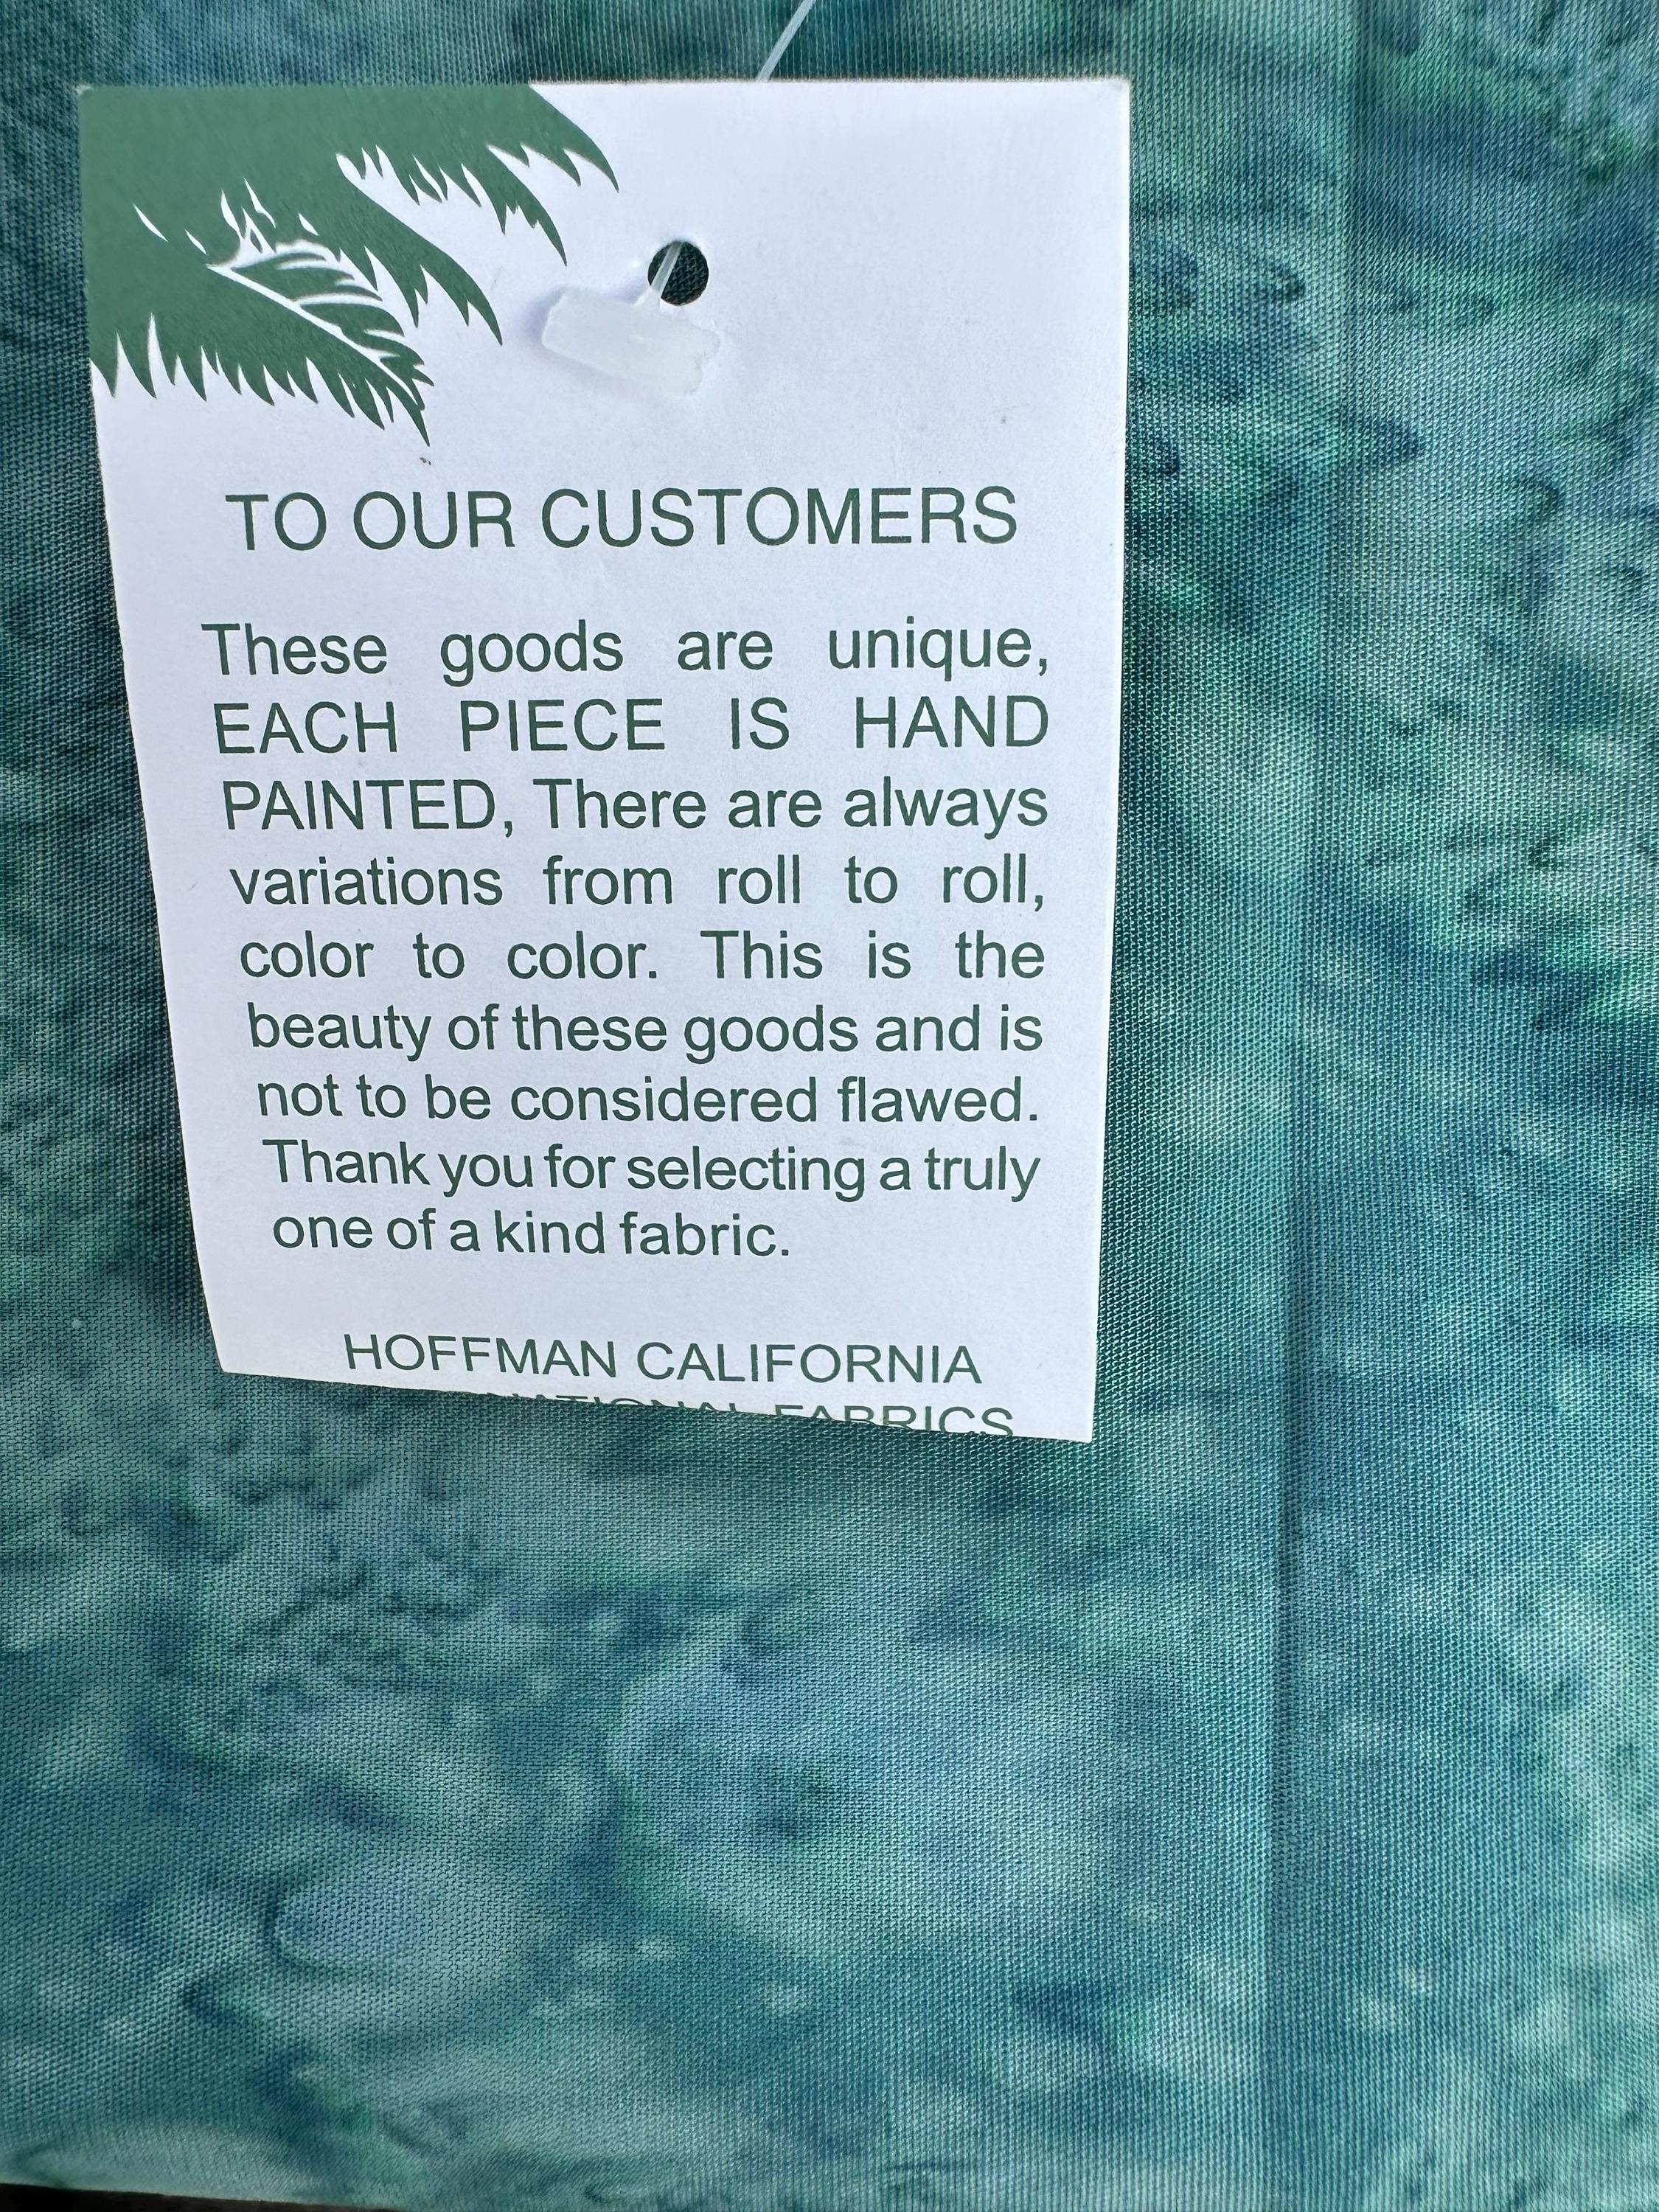 TO OUR CUSTOMERS
These goods are unique,
EACH PIECE IS HAND
PAINTED, There are always
variations from roll to roll,
color to color. This is the
beauty of these goods and is
not to be considered flawed.
Thank you for selecting a truly
one of a kind fabric.
HOFFMAN CALIFORNIA
FABRICS